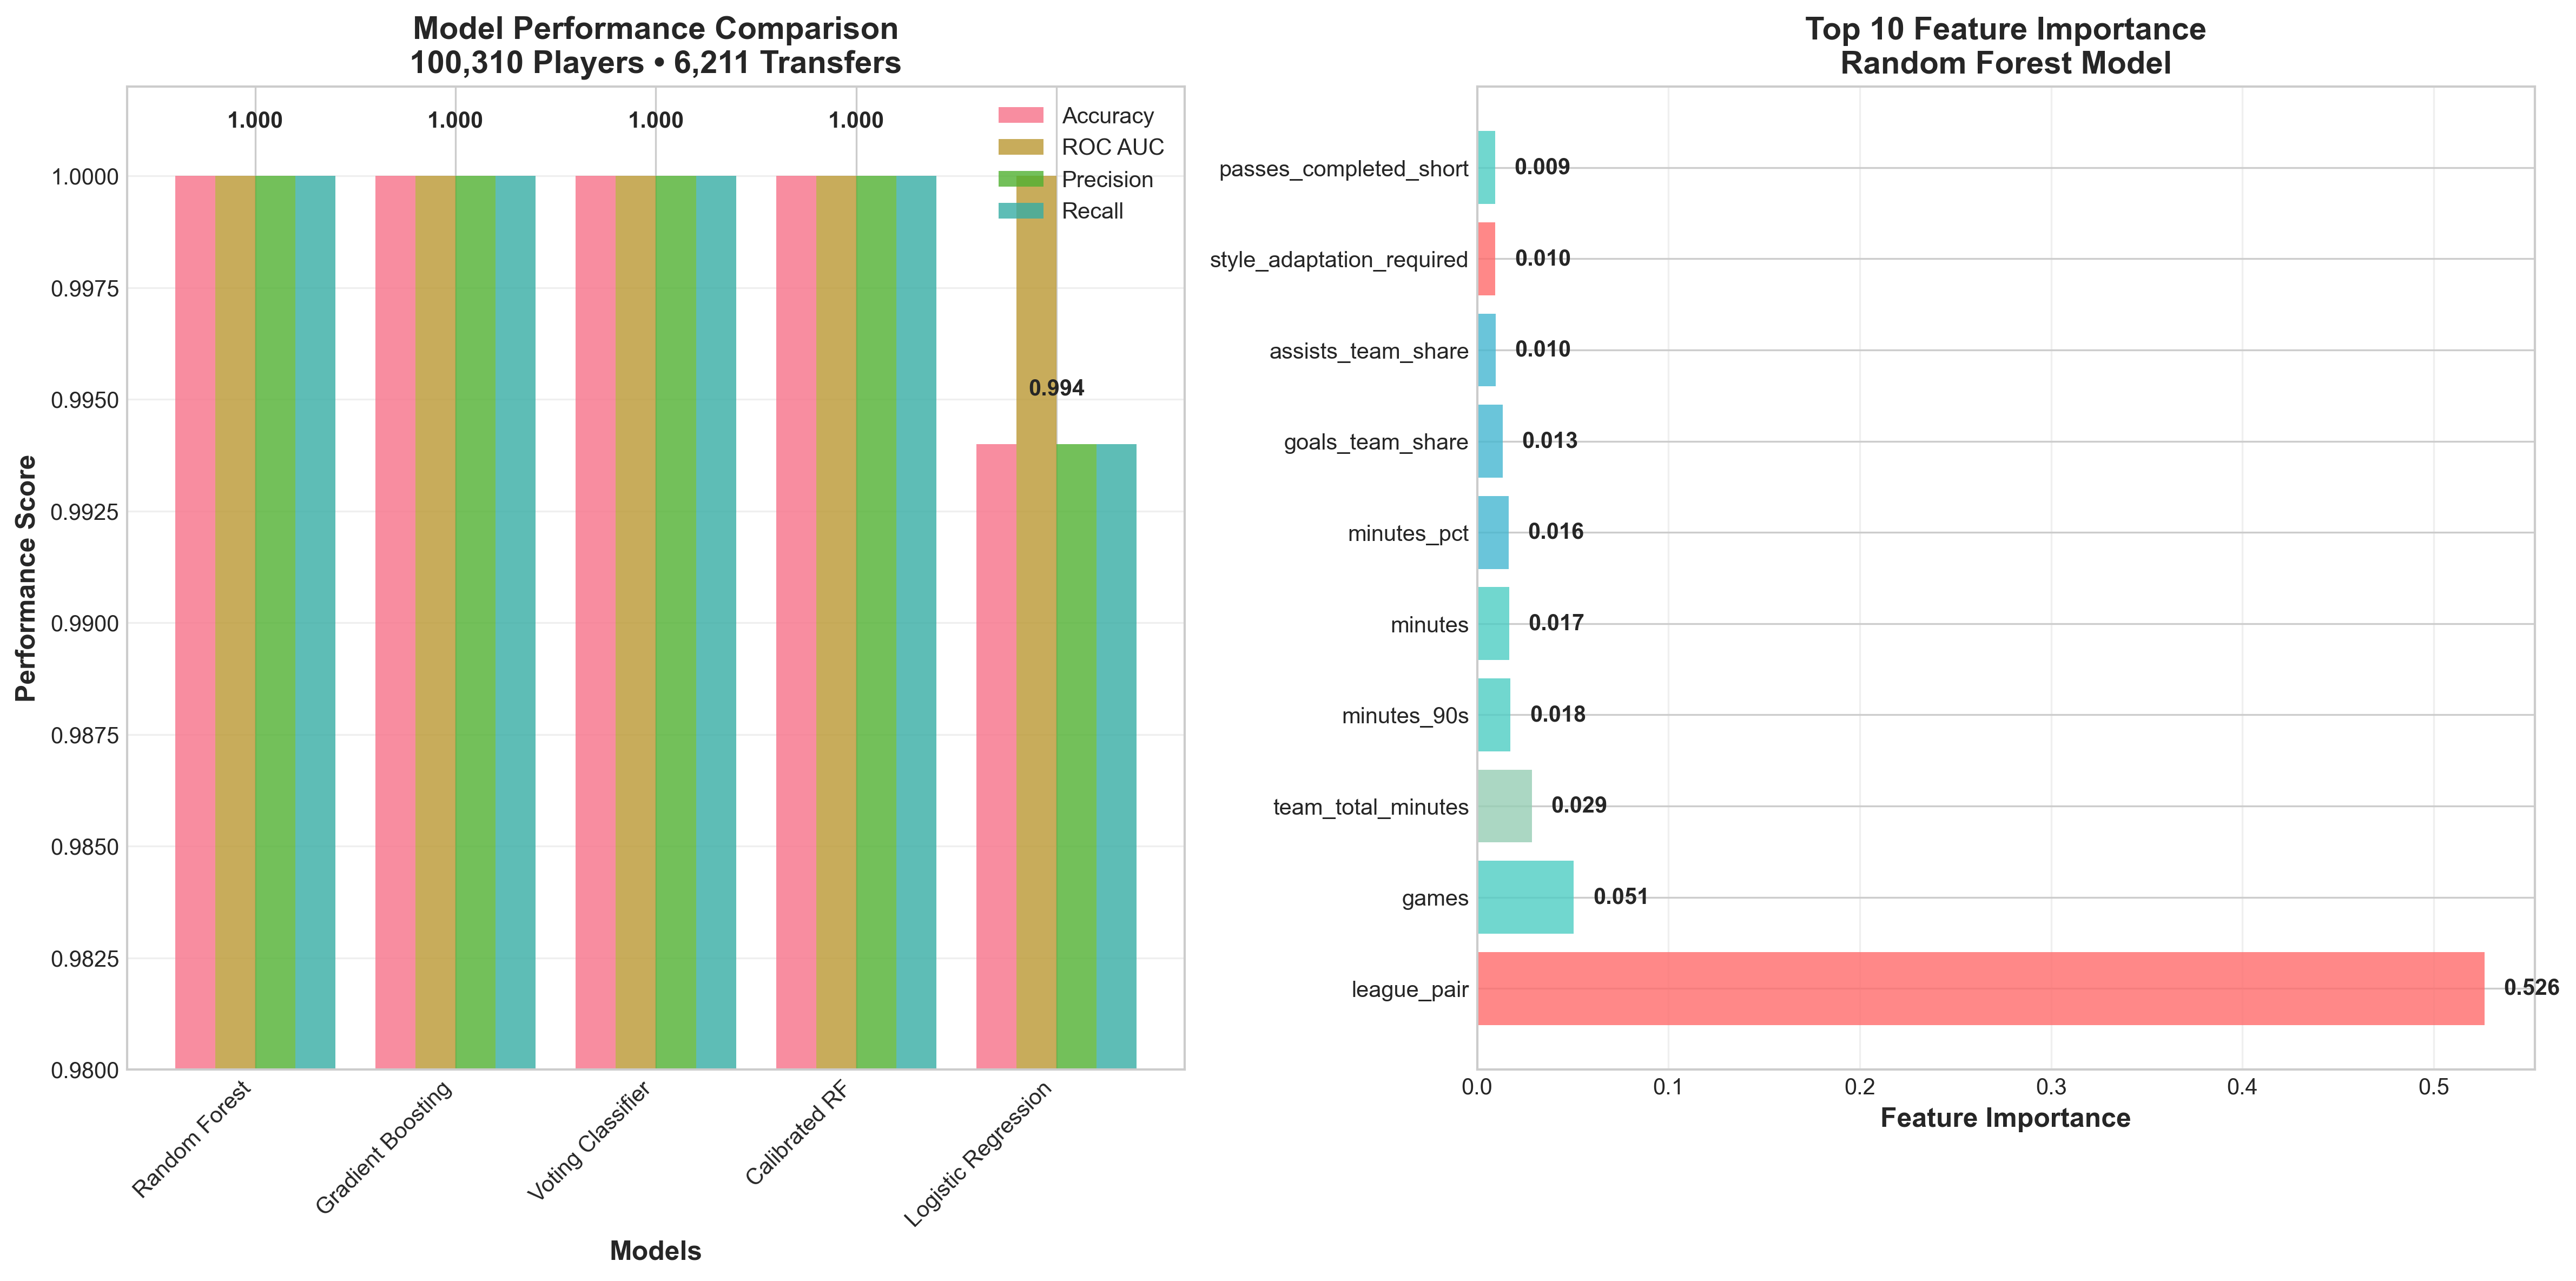 Model Performance Comparison
100,310 Players • 6,211 Transfers
1.000
1.000
1.000
1.000
0.994
Accuracy
ROC AUC
Precision
Recall
Performance Score
1.0000
0.9975
0.9950
0.9925
0.9900
0.9875
0.9850
0.9825
0.9800
Random Forest
Gradient Boosting
Voting Classifier
Calibrated RF
Logistic Regression
Models
Top 10 Feature Importance
Random Forest Model
passes_completed_short
0.009
style_adaptation_required
0.010
assists_team_share
0.010
goals_team_share
0.013
minutes_pct
0.016
minutes
0.017
minutes_90s
0.018
team_total_minutes
0.029
games
0.051
league_pair
0.526
0.0
0.1
0.2
0.3
0.4
0.5
Feature Importance